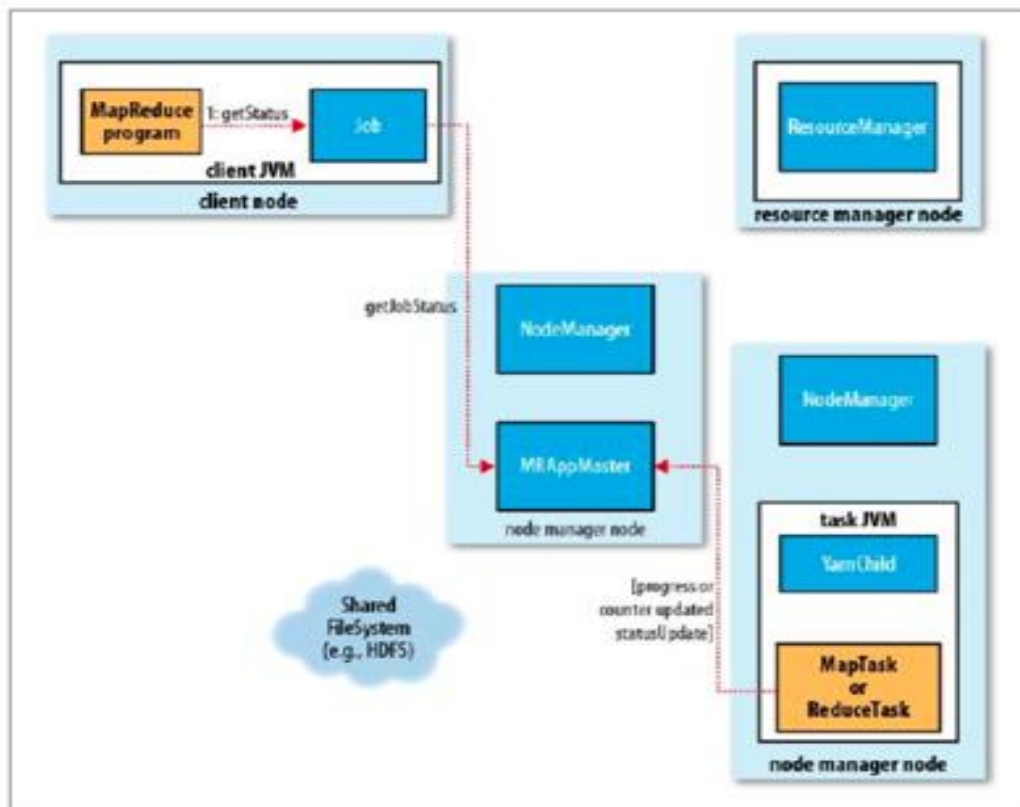 MapReduce
program
1: getStatus
Job
client JVM
client node
ResourceManager
resource manager node
getJobStatus
NodeManager
MRAppMaster
node manager node
NodeManager
task JVM
YarnChild
[progress or
counter updated
statusUpdate]
MapTask
or
ReduceTask
node manager node
Shared
FileSystem
(e.g., HDFS)